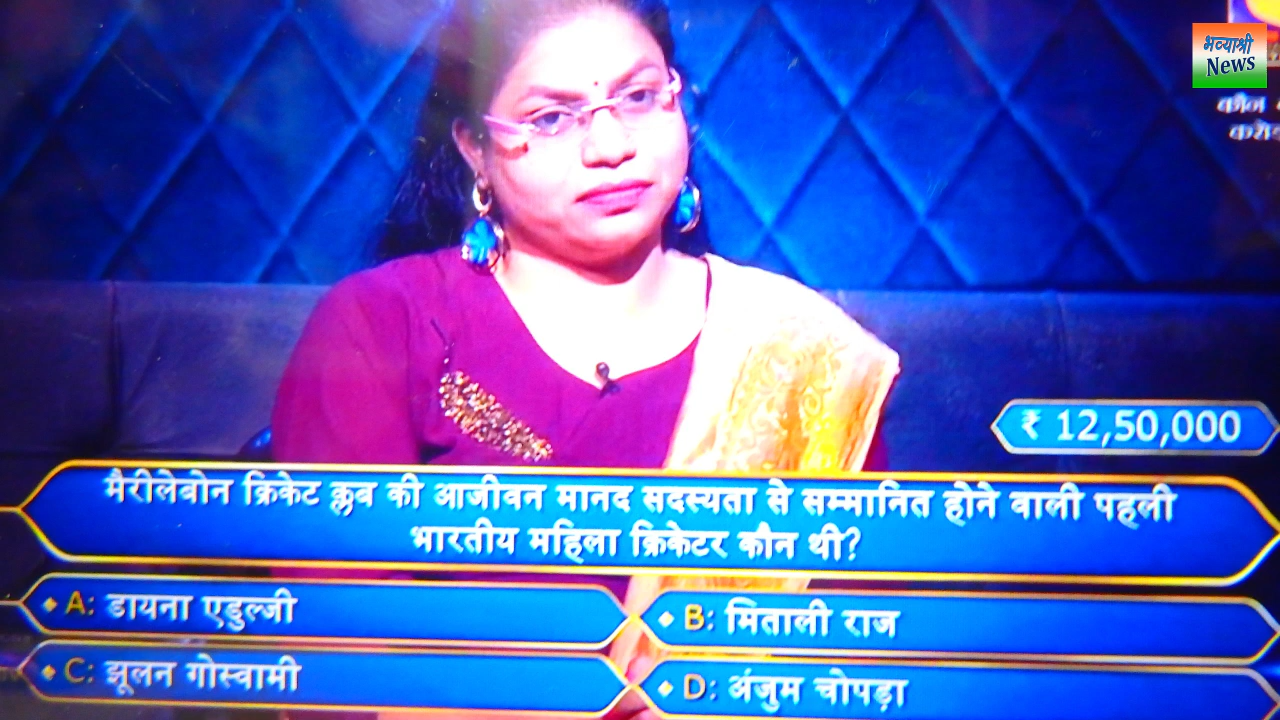 भव्याश्री
News
कौन
₹ 12,50,000
मैरीलेबोन क्रिकेट क्लब की आजीवन मानद सदस्यता से सम्मानित होने वाली पहली
भारतीय महिला क्रिकेटर कौन थी?
A: डायना एडुल्जी
B: मिताली राज
C: झूलन गोस्वामी
D: अंजुम चोपड़ा